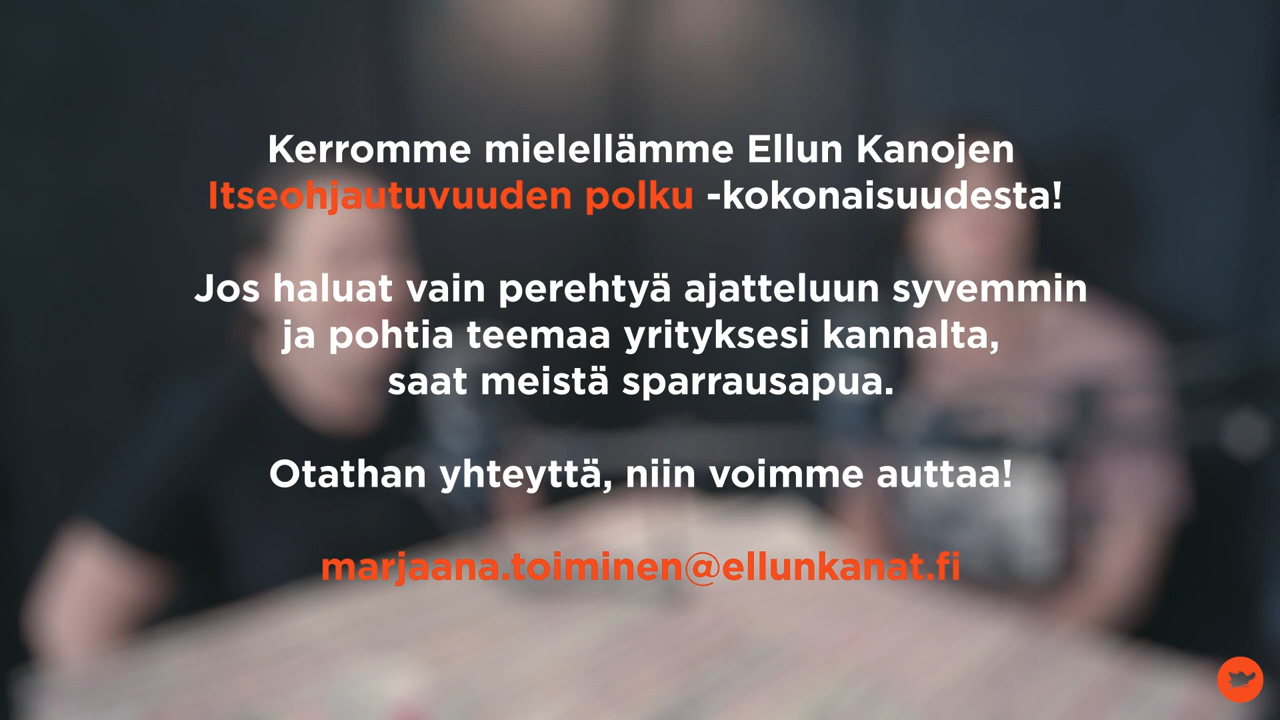 Kerromme mielellämme Ellun Kanojen
Itseohjautuvuuden polku -kokonaisuudesta!
Jos haluat vain perehtyä ajatteluun syvemmin
ja pohtia teemaa yrityksesi kannalta,
saat meistä sparrausapua.
Otathan yhteyttä, niin voimme auttaa!
marjaana.toiminen@ellunkanat.fi